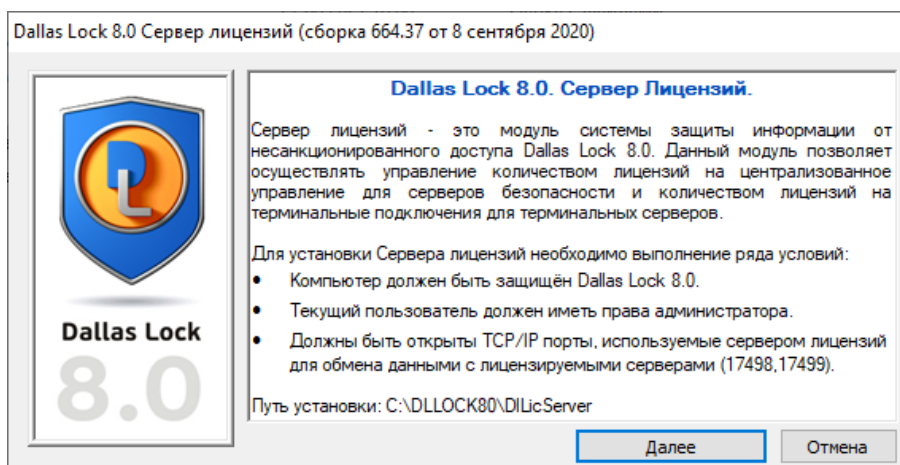 Dallas Lock 8.0 Сервер лицензий (сборка 664.37 от 8 сентября 2020)
Dallas Lock 8.0. Сервер Лицензий.
Сервер лицензий - это модуль системы защиты информации от
несанкционированного доступа Dallas Lock 8.0. Данный модуль позволяет
осуществлять управление количеством лицензий на централизованное
управление для серверов безопасности и количеством лицензий на
терминальные подключения для терминальных серверов.
Для установки Сервера лицензий необходимо выполнение ряда условий:
• Компьютер должен быть защищён Dallas Lock 8.0.
• Текущий пользователь должен иметь права администратора.
• Должны быть открыты TCP/IP порты, используемые сервером лицензий
для обмена данными с лицензируемыми серверами (17498,17499).
Путь установки: C:\DLLOCK80\DlLicServer
DL
Dallas Lock
8.0
Далее
Отмена